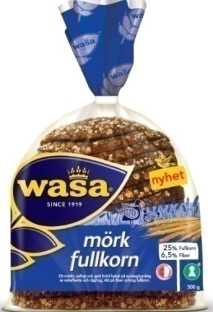 wasa
SINCE 1919
nyhet
mörk
fullkorn
25% Fullkorn
6,5% Fiber
500 g